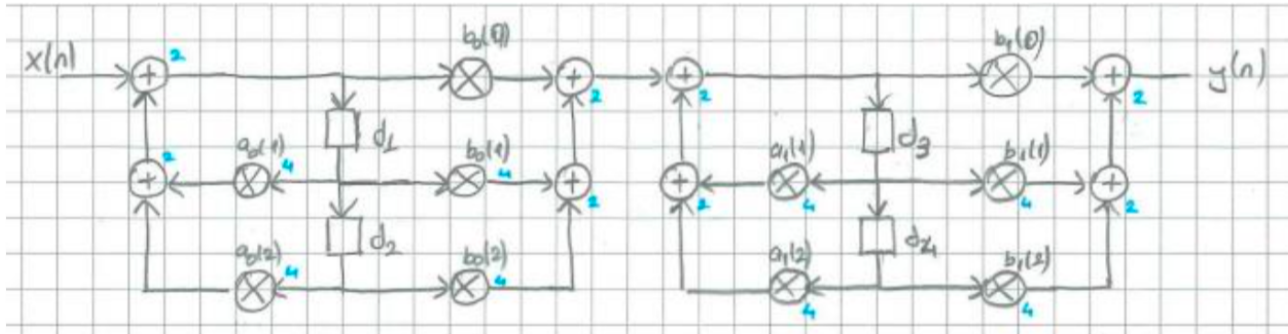 b₀(0) b₁(0)
x(n) + 2 + 2 + 2 + 2 y(n)
d₁ d₃
a₀(1) 4 b₀(1) 4 a₁(1) 4 b₁(1) 4
+ 2 + 2 + 2 + 2
d₂ d₄
a₀(2) 4 b₀(2) 4 a₁(2) 4 b₁(2) 4